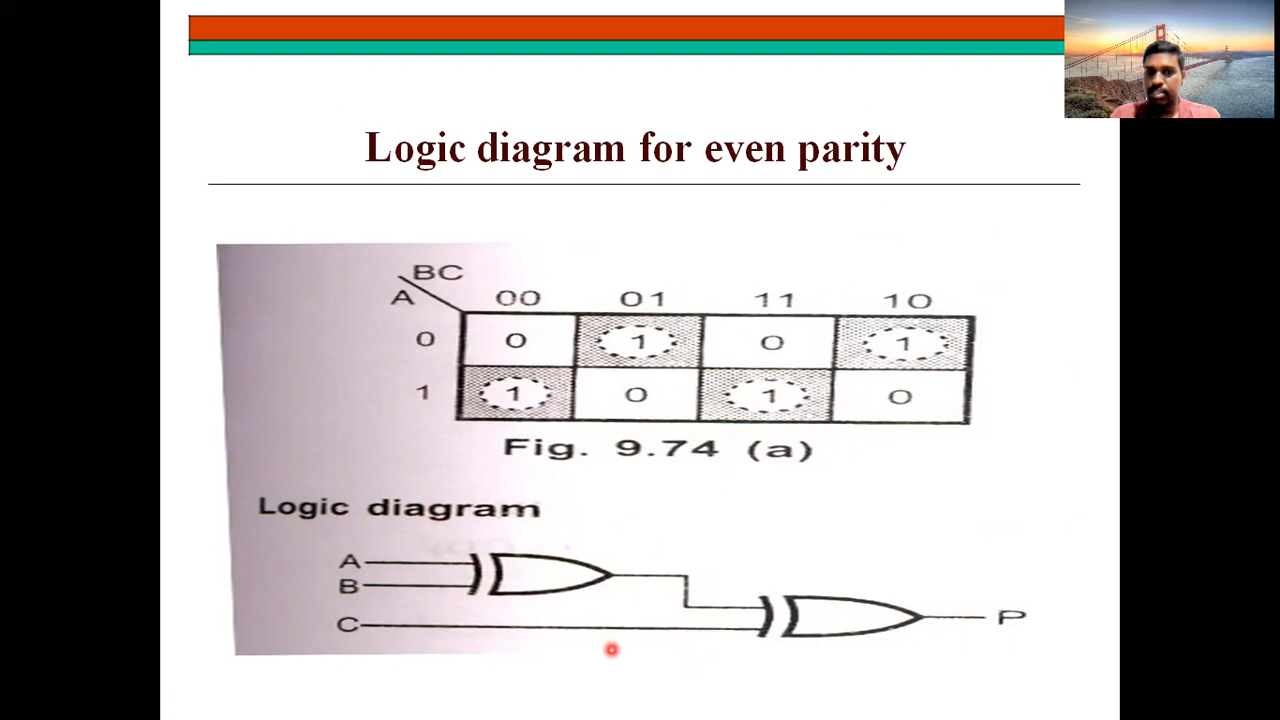 Logic diagram for even parity
BC
A 00 01 11 10
0 0 1 0 1
1 1 0 1 0
Fig. 9.74 (a)
Logic diagram
A
B
C
P